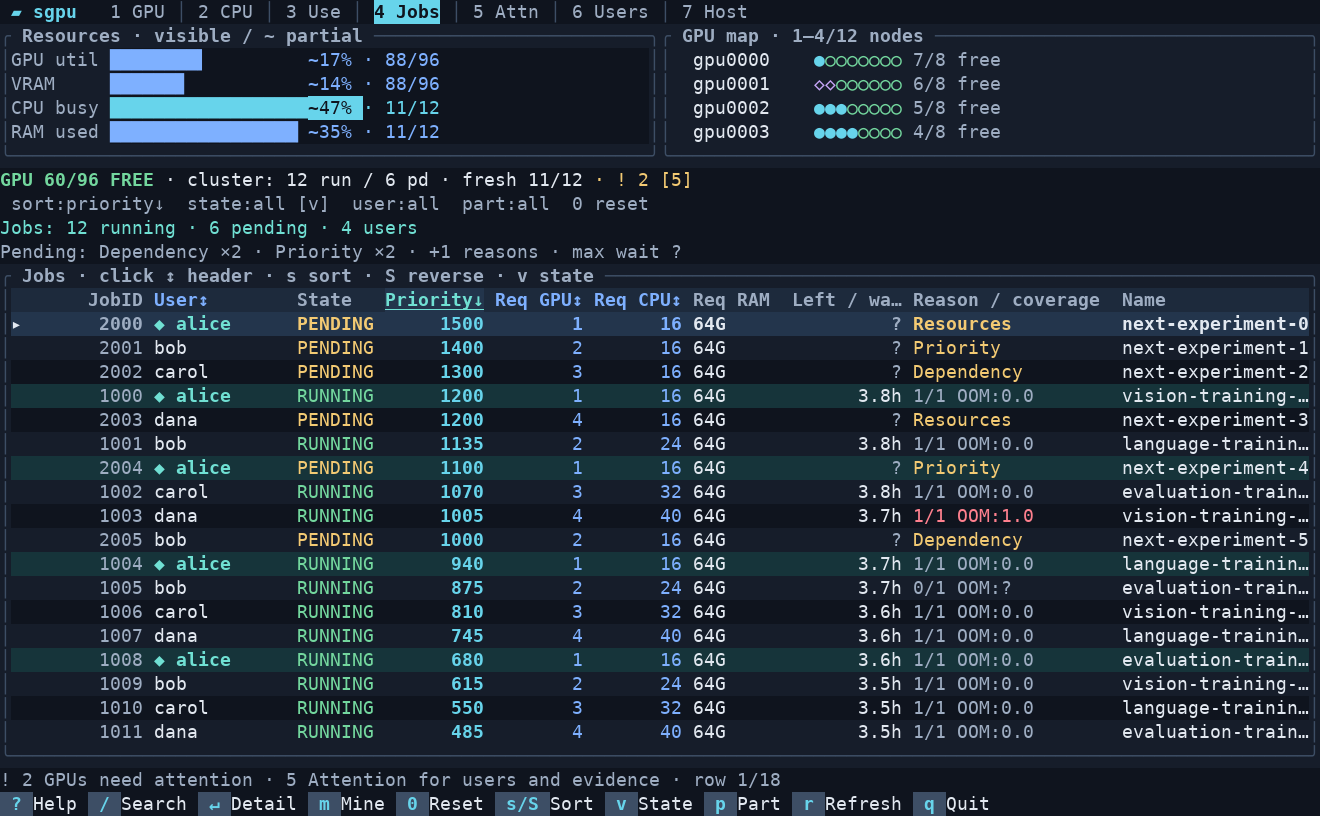 ▰ sgpu 1 GPU │ 2 CPU │ 3 Use │ 4 Jobs │ 5 Attn │ 6 Users │ 7 Host
Resources · visible / ~ partial
GPU util ~17% · 88/96
VRAM ~14% · 88/96
CPU busy ~47% · 11/12
RAM used ~35% · 11/12
GPU map · 1–4/12 nodes
gpu0000 ●○○○○○○○ 7/8 free
gpu0001 ◇◇○○○○○○ 6/8 free
gpu0002 ●●●○○○○○ 5/8 free
gpu0003 ●●●●○○○○ 4/8 free
GPU 60/96 FREE · cluster: 12 run / 6 pd · fresh 11/12 · ! 2 [5]
sort:priority↓ state:all [v] user:all part:all 0 reset
Jobs: 12 running · 6 pending · 4 users
Pending: Dependency ×2 · Priority ×2 · +1 reasons · max wait ?
Jobs · click ↕ header · s sort · S reverse · v state
JobID User↕ State Priority↓ Req GPU↕ Req CPU↕ Req RAM Left / wa… Reason / coverage Name
▸ 2000 ◆ alice PENDING 1500 1 16 64G ? Resources next-experiment-0
2001 bob PENDING 1400 2 16 64G ? Priority next-experiment-1
2002 carol PENDING 1300 3 16 64G ? Dependency next-experiment-2
1000 ◆ alice RUNNING 1200 1 16 64G 3.8h 1/1 OOM:0.0 vision-training-…
2003 dana PENDING 1200 4 16 64G ? Resources next-experiment-3
1001 bob RUNNING 1135 2 24 64G 3.8h 1/1 OOM:0.0 language-trainin…
2004 ◆ alice PENDING 1100 1 16 64G ? Priority next-experiment-4
1002 carol RUNNING 1070 3 32 64G 3.8h 1/1 OOM:0.0 evaluation-train…
1003 dana RUNNING 1005 4 40 64G 3.7h 1/1 OOM:1.0 vision-training-…
2005 bob PENDING 1000 2 16 64G ? Dependency next-experiment-5
1004 ◆ alice RUNNING 940 1 16 64G 3.7h 1/1 OOM:0.0 language-trainin…
1005 bob RUNNING 875 2 24 64G 3.7h 0/1 OOM:? evaluation-train…
1006 carol RUNNING 810 3 32 64G 3.6h 1/1 OOM:0.0 vision-training-…
1007 dana RUNNING 745 4 40 64G 3.6h 1/1 OOM:0.0 language-trainin…
1008 ◆ alice RUNNING 680 1 16 64G 3.6h 1/1 OOM:0.0 evaluation-train…
1009 bob RUNNING 615 2 24 64G 3.5h 1/1 OOM:0.0 vision-training-…
1010 carol RUNNING 550 3 32 64G 3.5h 1/1 OOM:0.0 language-trainin…
1011 dana RUNNING 485 4 40 64G 3.5h 1/1 OOM:0.0 evaluation-train…
! 2 GPUs need attention · 5 Attention for users and evidence · row 1/18
? Help / Search ↵ Detail m Mine 0 Reset s/S Sort v State p Part r Refresh q Quit